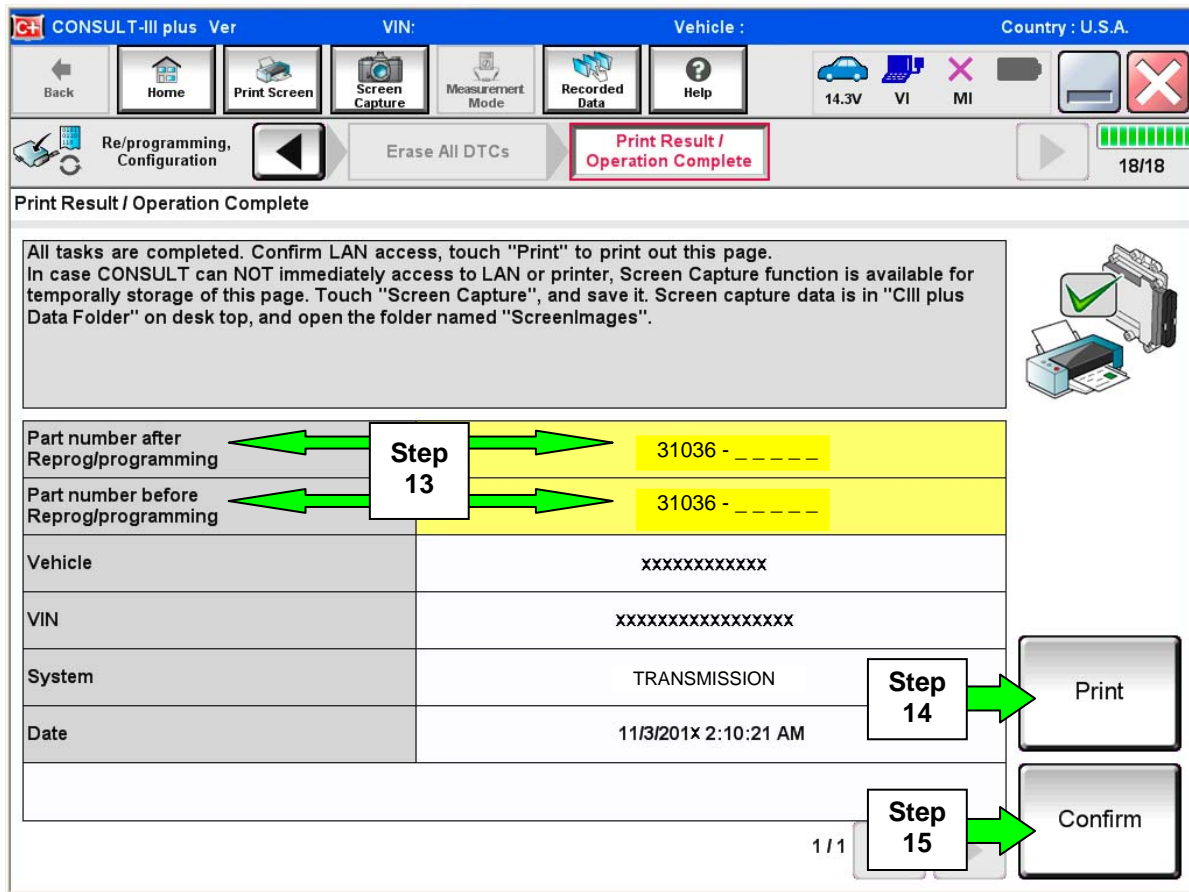 C+ CONSULT-III plus Ver VIN: Vehicle : Country : U.S.A.
Back
Home
Print Screen
Screen
Capture
Measurement
Mode
Recorded
Data
Help
14.3V VI MI
Re/programming,
Configuration
Erase All DTCs
Print Result /
Operation Complete
18/18
Print Result / Operation Complete
All tasks are completed. Confirm LAN access, touch "Print" to print out this page.
In case CONSULT can NOT immediately access to LAN or printer, Screen Capture function is available for
temporally storage of this page. Touch "Screen Capture", and save it. Screen capture data is in "CIII plus
Data Folder" on desk top, and open the folder named "ScreenImages".
Part number after
Reprog/programming
Step
13
31036 - _ _ _ _ _
Part number before
Reprog/programming
31036 - _ _ _ _ _
Vehicle
xxxxxxxxxxxx
VIN
xxxxxxxxxxxxxxxxx
System
TRANSMISSION
Step
14
Print
Date
11/3/201x 2:10:21 AM
Step
15
Confirm
1 / 1